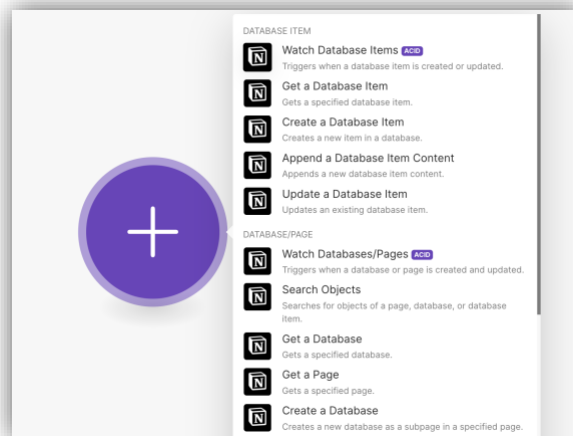 DATABASE ITEM
Watch Database Items ACID
Triggers when a database item is created or updated.
Get a Database Item
Gets a specified database item.
Create a Database Item
Creates a new item in a database.
Append a Database Item Content
Appends a new database item content.
Update a Database Item
Updates an existing database item.
DATABASE/PAGE
Watch Databases/Pages ACID
Triggers when a database or page is created and updated.
Search Objects
Searches for objects of a page, database, or database
item.
Get a Database
Gets a specified database.
Get a Page
Gets a specified page.
Create a Database
Creates a new database as a subpage in a specified page.